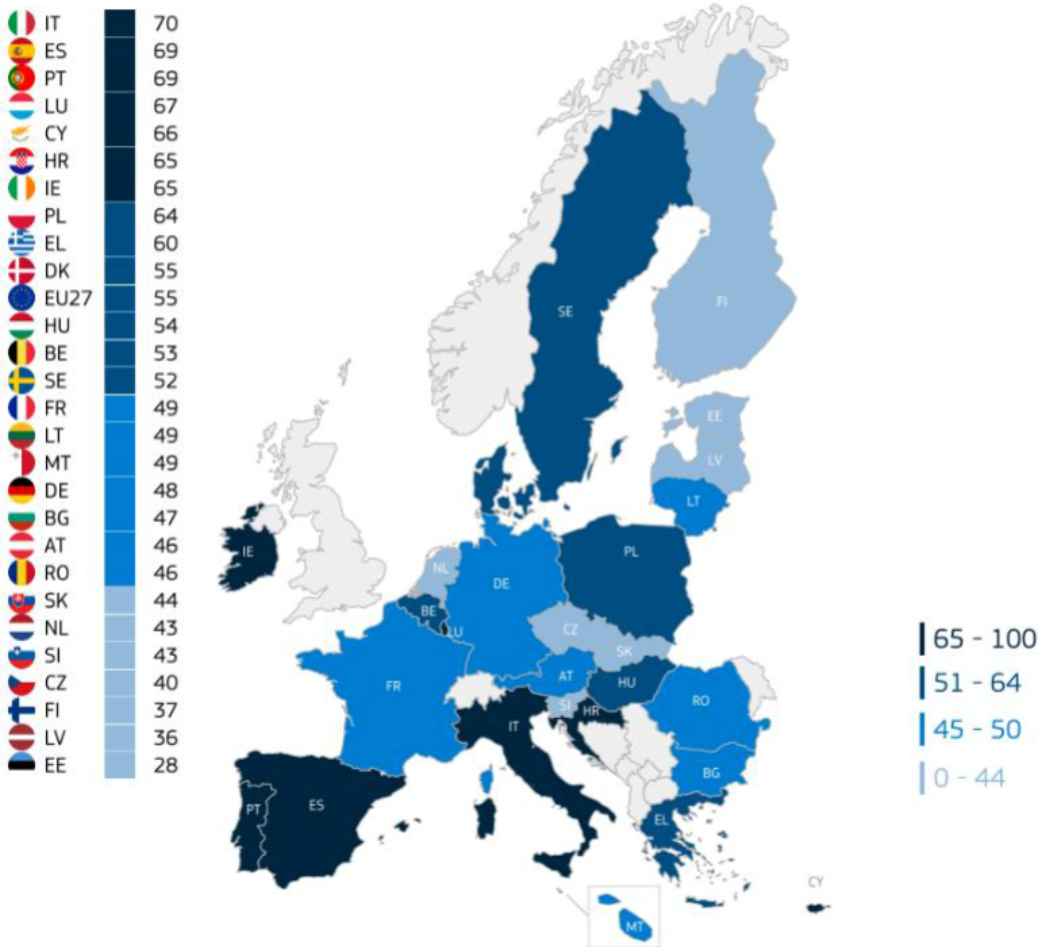 IT 70
ES 69
PT 69
LU 67
CY 66
HR 65
IE 65
PL 64
EL 60
DK 55
EU27 55
HU 54
BE 53
SE 52
FR 49
LT 49
MT 49
DE 48
BG 47
AT 46
RO 46
SK 44
NL 43
SI 43
CZ 40
FI 37
LV 36
EE 28
SE
FI
EE
LV
LT
IE
NL
PL
DE
BE
LU
CZ
SK
FR
AT
HU
RO
SI
HR
IT
BG
PT
ES
EL
CY
MT
65 - 100
51 - 64
45 - 50
0 - 44